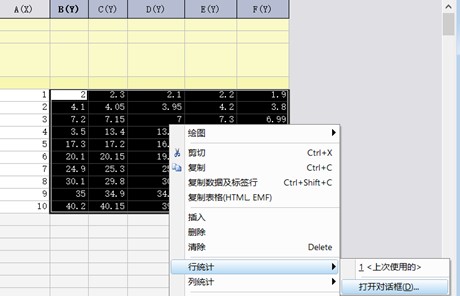 A(X) B(Y) C(Y) D(Y) E(Y) F(Y)
1 2 2.3 2.1 2.2 1.9
2 4.1 4.05 3.95 4.2 3.8
3 7.2 7.15 7 7.3 6.99
4 3.5 13.4 13.
5 17.3 17.2 16.
6 20.1 20.15 19.
7 24.9 25.3 25
8 30.1 29.8 30
9 35 34.9 34.
10 40.2 40.15 39
绘图
剪切 Ctrl+X
复制 Ctrl+C
复制数据及标签行 Ctrl+Shift+C
复制表格(HTML, EMF)
插入
删除
清除 Delete
行统计
列统计
1 <上次使用的>
打开对话框(D)...